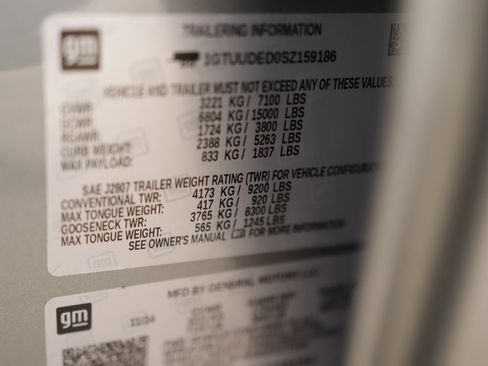 gm
TRAILERING INFORMATION
1GTUUDED0SZ159186
VEHICLE AND TRAILER MUST NOT EXCEED ANY OF THESE VALUES
GVWR: 3221 KG / 7100 LBS
GCWR: 6804 KG / 15000 LBS
RGAWR: 1724 KG / 3800 LBS
CURB WEIGHT: 2388 KG / 5263 LBS
MAX PAYLOAD: 833 KG / 1837 LBS
SAE J2807 TRAILER WEIGHT RATING (TWR) FOR VEHICLE CONFIGURATION
CONVENTIONAL TWR: 4173 KG / 9200 LBS
MAX TONGUE WEIGHT: 417 KG / 920 LBS
GOOSENECK TWR: 3765 KG / 8300 LBS
MAX TONGUE WEIGHT: 565 KG / 1245 LBS
SEE OWNER'S MANUAL FOR MORE INFORMATION
gm
MFD BY GENERAL MOTORS LLC
11/24